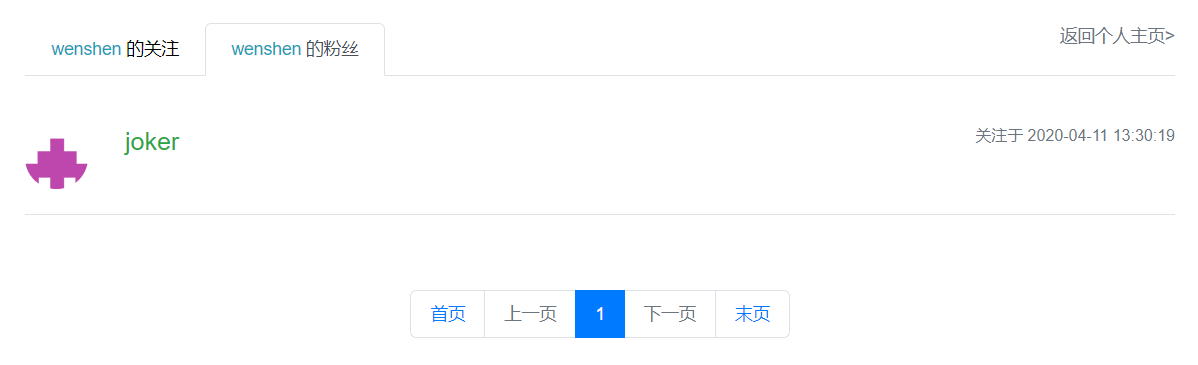 wenshen 的关注
wenshen 的粉丝
返回个人主页>
joker
关注于 2020-04-11 13:30:19
首页 上一页 1 下一页 末页